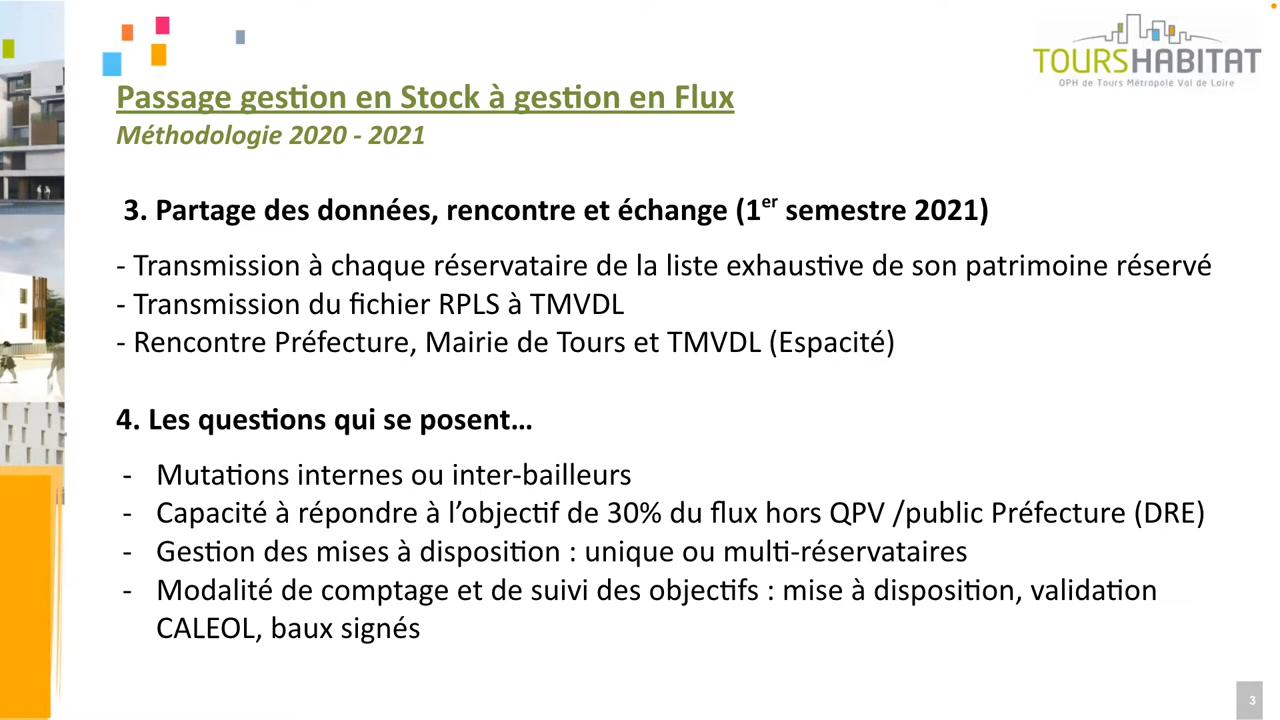 TOURSHABITAT
OPH de Tours Métropole Val de Loire
Passage gestion en Stock à gestion en Flux
Méthodologie 2020 - 2021
3. Partage des données, rencontre et échange (1er semestre 2021)
- Transmission à chaque réservataire de la liste exhaustive de son patrimoine réservé
- Transmission du fichier RPLS à TMVDL
- Rencontre Préfecture, Mairie de Tours et TMVDL (Espacité)
4. Les questions qui se posent…
- Mutations internes ou inter-bailleurs
- Capacité à répondre à l’objectif de 30% du flux hors QPV /public Préfecture (DRE)
- Gestion des mises à disposition : unique ou multi-réservataires
- Modalité de comptage et de suivi des objectifs : mise à disposition, validation
CALEOL, baux signés
3